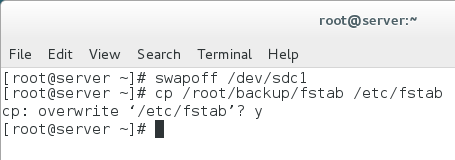 root@server:~
File Edit View Search Terminal Help
[root@server ~]# swapoff /dev/sdc1
[root@server ~]# cp /root/backup/fstab /etc/fstab
cp: overwrite ‘/etc/fstab’? y
[root@server ~]#